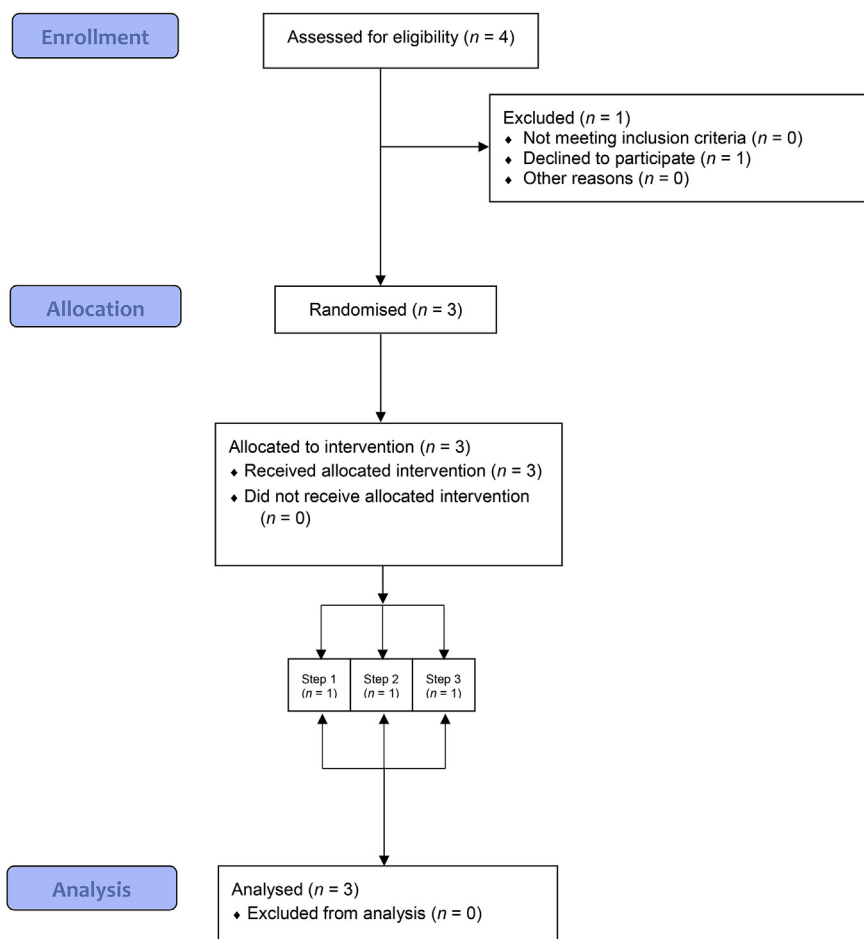 Enrollment
Assessed for eligibility (n = 4)
Excluded (n = 1)
♦ Not meeting inclusion criteria (n = 0)
♦ Declined to participate (n = 1)
♦ Other reasons (n = 0)
Allocation
Randomised (n = 3)
Allocated to intervention (n = 3)
♦ Received allocated intervention (n = 3)
♦ Did not receive allocated intervention
(n = 0)
Step 1
(n = 1)
Step 2
(n = 1)
Step 3
(n = 1)
Analysis
Analysed (n = 3)
♦ Excluded from analysis (n = 0)